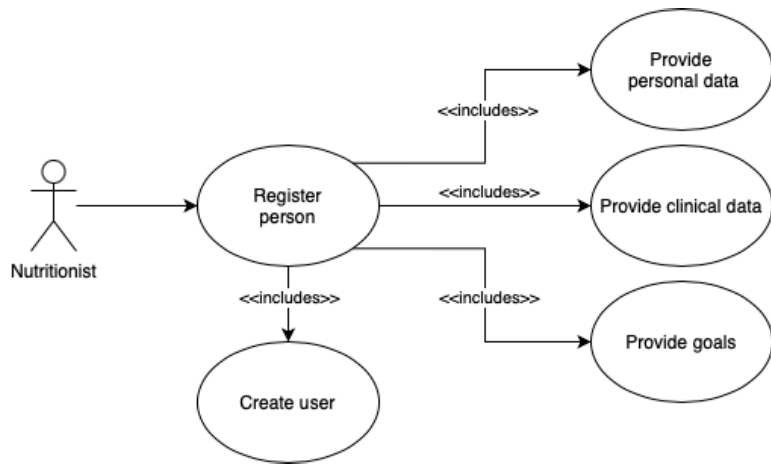 Provide
personal data
<<includes>>
Register
person
<<includes>>
Provide clinical data
Nutritionist
<<includes>>
<<includes>>
Provide goals
Create user